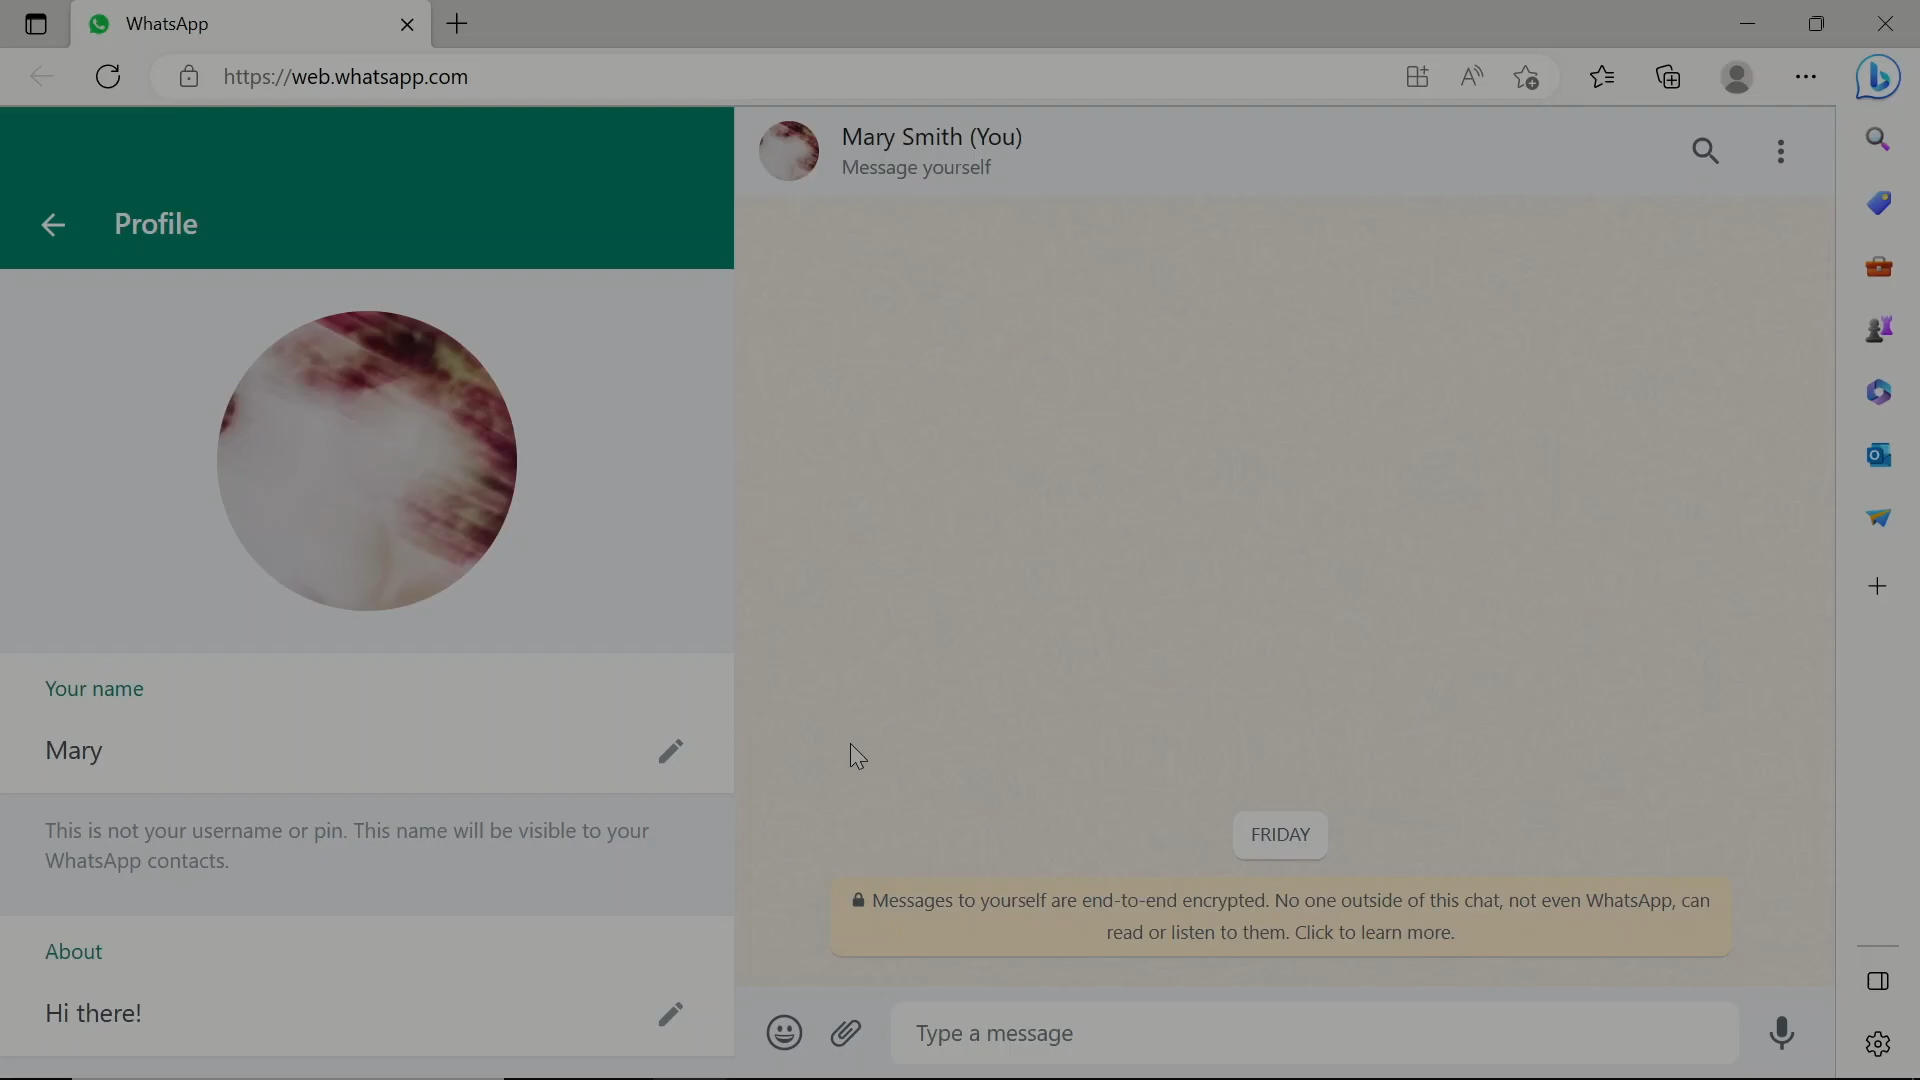 WhatsApp
https://web.whatsapp.com
Profile
Your name
Mary
This is not your username or pin. This name will be visible to your
WhatsApp contacts.
About
Hi there!
Mary Smith (You)
Message yourself
FRIDAY
Messages to yourself are end-to-end encrypted. No one outside of this chat, not even WhatsApp, can
read or listen to them. Click to learn more.
Type a message